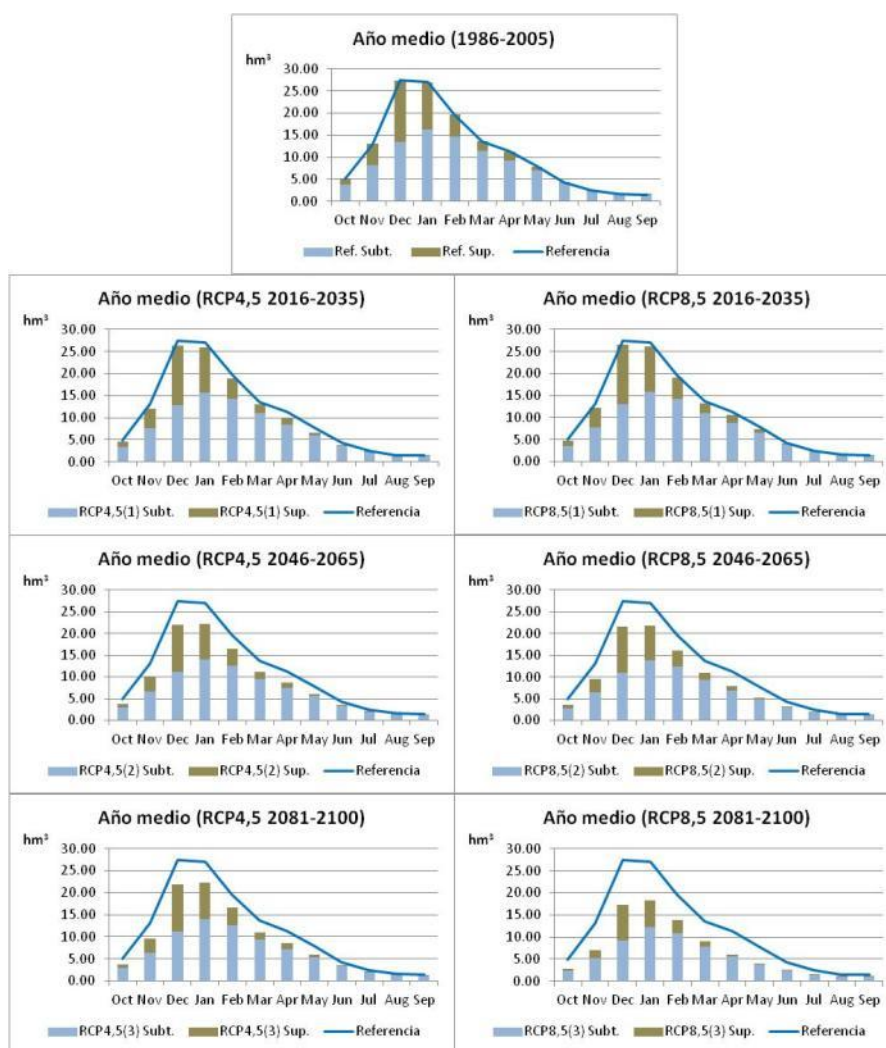 Año medio (1986-2005)
hm³
30.00
25.00
20.00
15.00
10.00
5.00
0.00
Oct Nov Dec Jan Feb Mar Apr May Jun Jul Aug Sep
Ref. Subt. Ref. Sup. Referencia
Año medio (RCP4,5 2016-2035)
hm³
30.00
25.00
20.00
15.00
10.00
5.00
0.00
Oct Nov Dec Jan Feb Mar Apr May Jun Jul Aug Sep
RCP4,5(1) Subt. RCP4,5(1) Sup. Referencia
Año medio (RCP8,5 2016-2035)
hm³
30.00
25.00
20.00
15.00
10.00
5.00
0.00
Oct Nov Dec Jan Feb Mar Apr May Jun Jul Aug Sep
RCP8,5(1) Subt. RCP8,5(1) Sup. Referencia
Año medio (RCP4,5 2046-2065)
hm³
30.00
25.00
20.00
15.00
10.00
5.00
0.00
Oct Nov Dec Jan Feb Mar Apr May Jun Jul Aug Sep
RCP4,5(2) Subt. RCP4,5(2) Sup. Referencia
Año medio (RCP8,5 2046-2065)
hm³
30.00
25.00
20.00
15.00
10.00
5.00
0.00
Oct Nov Dec Jan Feb Mar Apr May Jun Jul Aug Sep
RCP8,5(2) Subt. RCP8,5(2) Sup. Referencia
Año medio (RCP4,5 2081-2100)
hm³
30.00
25.00
20.00
15.00
10.00
5.00
0.00
Oct Nov Dec Jan Feb Mar Apr May Jun Jul Aug Sep
RCP4,5(3) Subt. RCP4,5(3) Sup. Referencia
Año medio (RCP8,5 2081-2100)
hm³
30.00
25.00
20.00
15.00
10.00
5.00
0.00
Oct Nov Dec Jan Feb Mar Apr May Jun Jul Aug Sep
RCP8,5(3) Subt. RCP8,5(3) Sup. Referencia